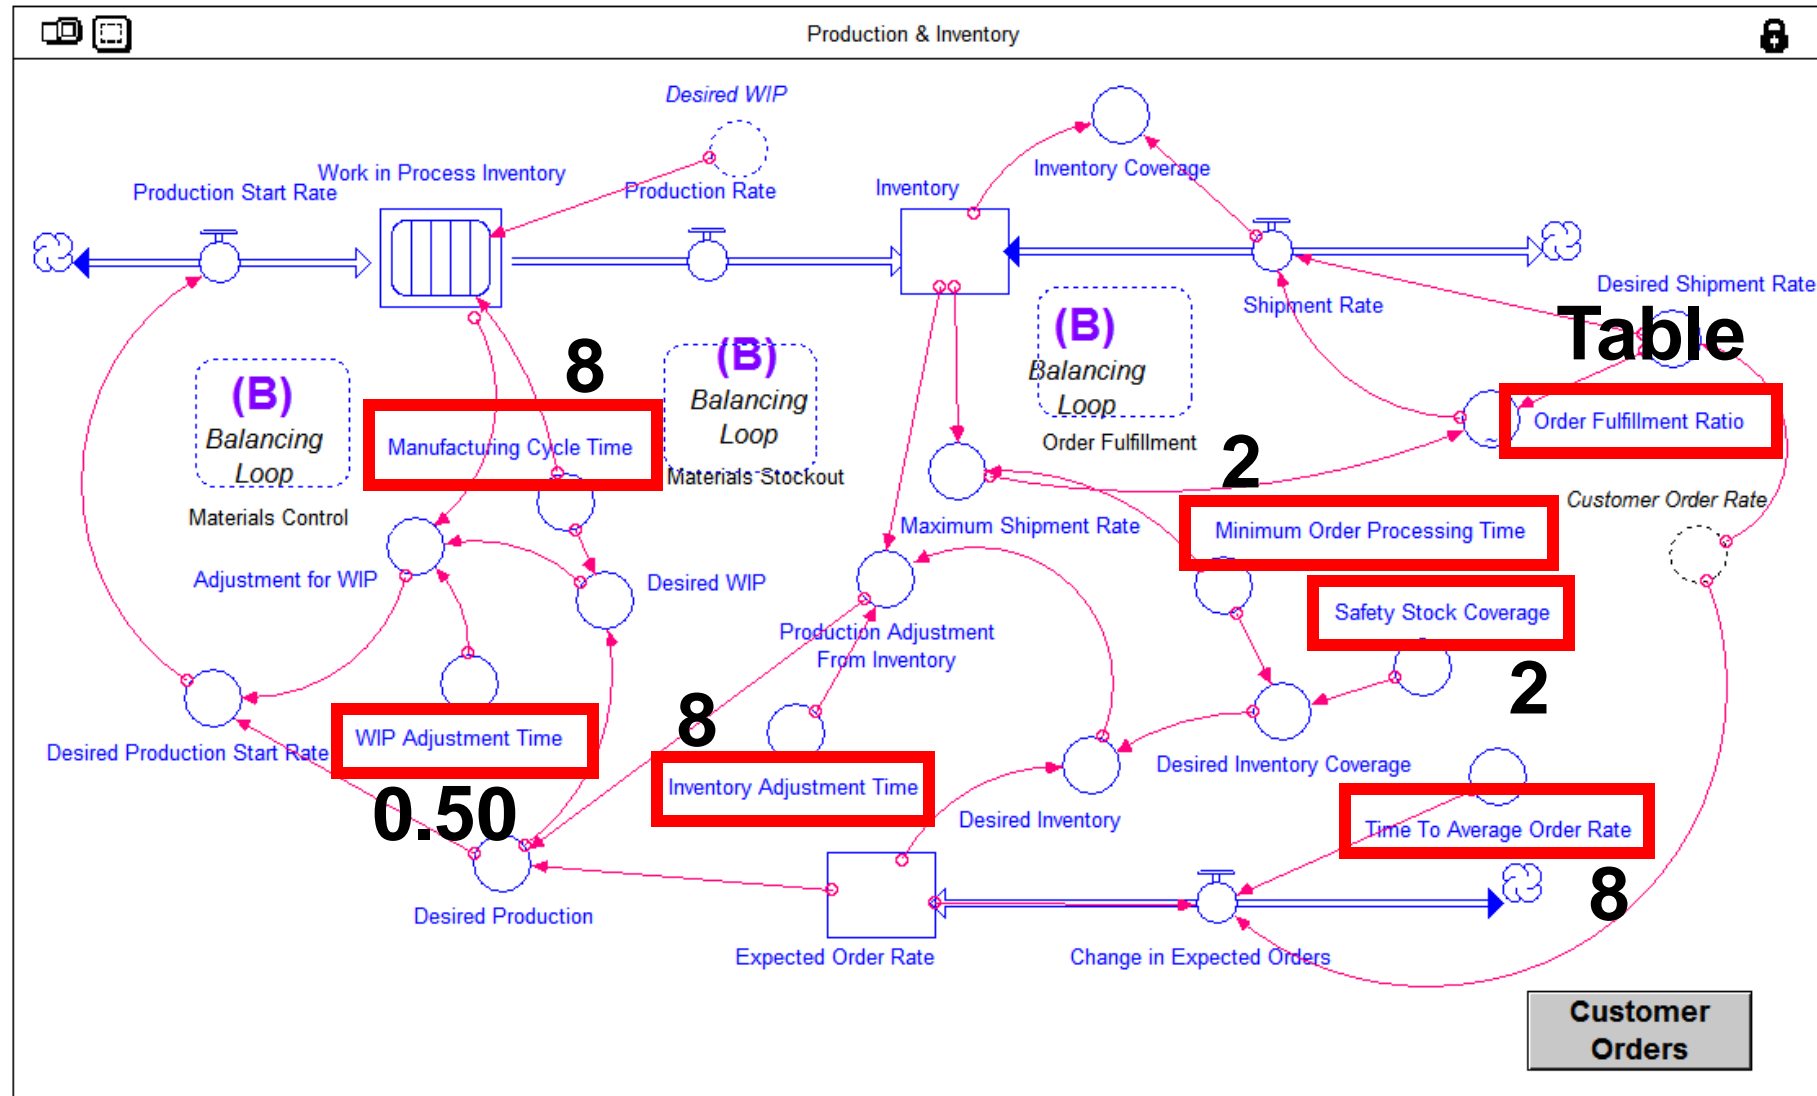 Production & Inventory
Desired WIP
Work in Process Inventory
Production Start Rate
Production Rate
Inventory
Inventory Coverage
Shipment Rate
Desired Shipment Rate
Table
(B)
Balancing
Loop
Order Fulfillment
(B)
Balancing
Loop
Materials Stockout
(B)
Balancing
Loop
Materials Control
8
Manufacturing Cycle Time
Order Fulfillment Ratio
2
Customer Order Rate
Maximum Shipment Rate
Minimum Order Processing Time
Adjustment for WIP
Desired WIP
Safety Stock Coverage
2
Production Adjustment
From Inventory
8
WIP Adjustment Time
0.50
Desired Production Start Rate
Inventory Adjustment Time
Desired Inventory Coverage
Desired Inventory
Time To Average Order Rate
8
Desired Production
Expected Order Rate
Change in Expected Orders
Customer
Orders